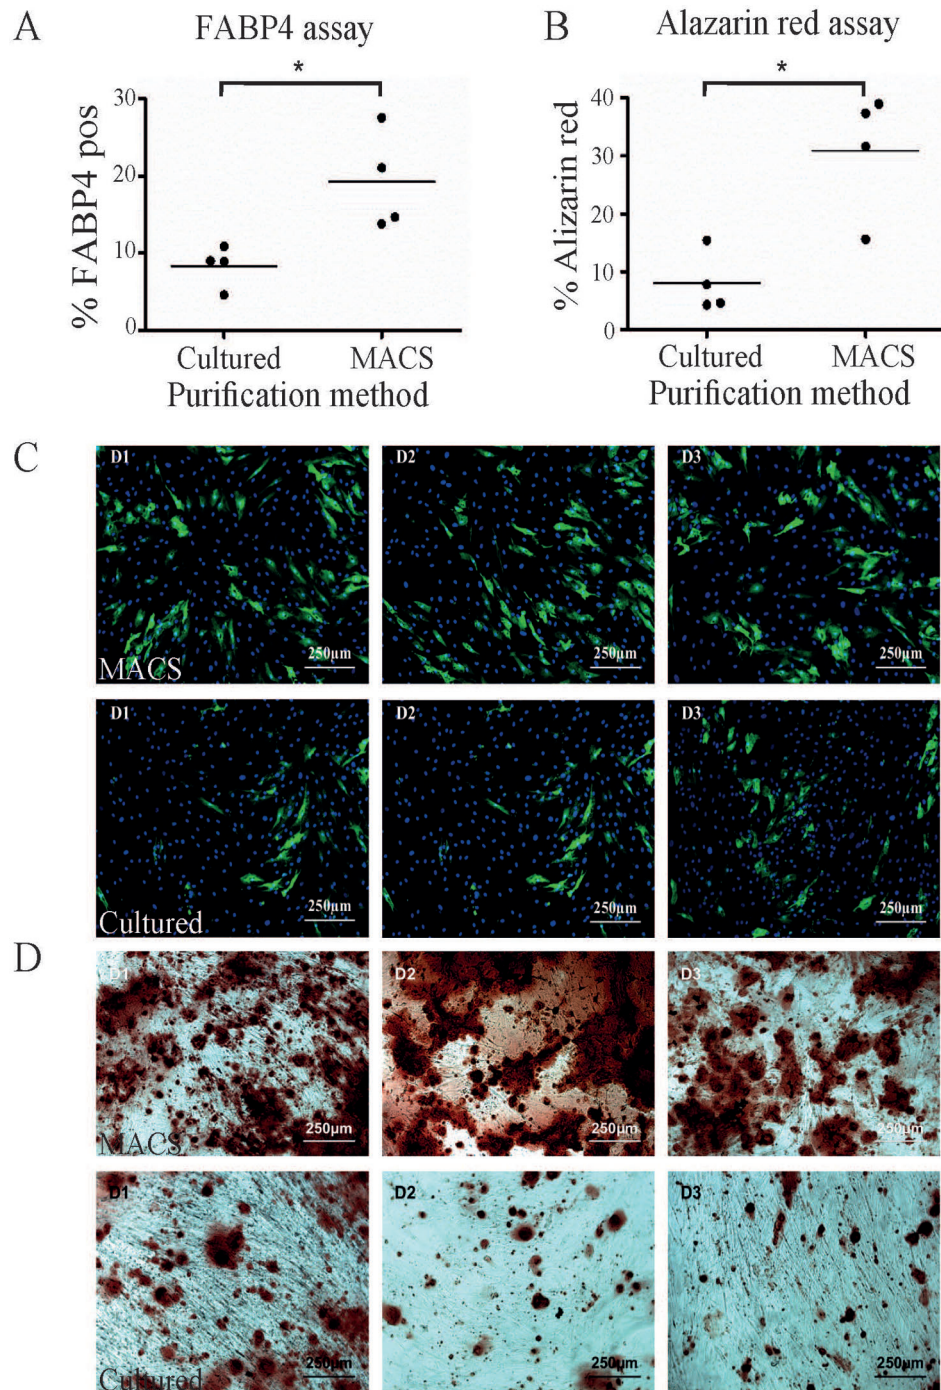 A
FABP4 assay
*
% FABP4 pos
30
20
10
0
Cultured
MACS
Purification method
B
Alazarin red assay
*
% Alizarin red
40
30
20
10
0
Cultured
MACS
Purification method
C
D1
D2
D3
250µm
250µm
250µm
MACS
D1
D2
D3
250µm
250µm
250µm
Cultured
D
D1
D2
D3
250µm
250µm
250µm
MACS
D1
D2
D3
250µm
250µm
250µm
Cultured